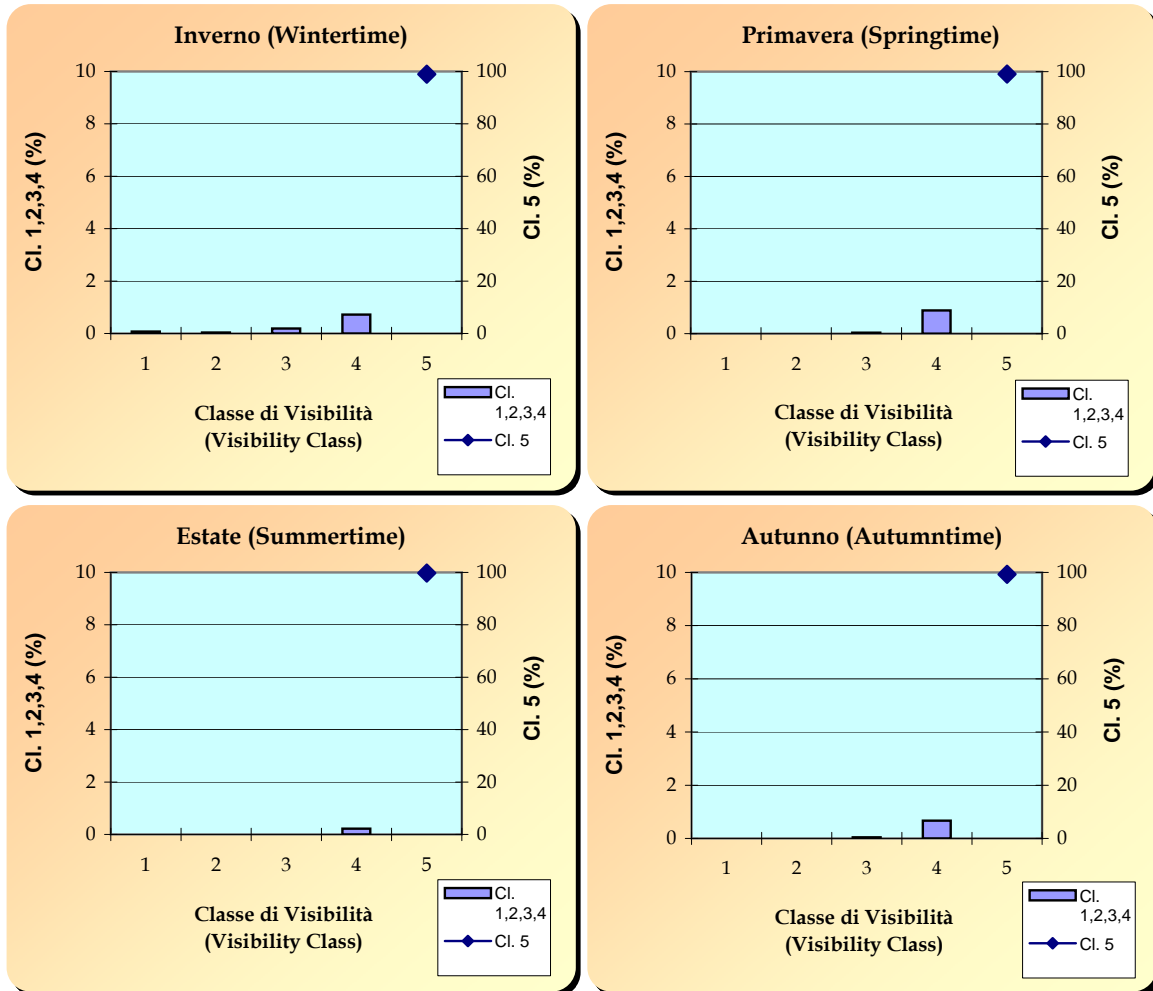 Inverno (Wintertime)
10
8
6
4
2
0
100
80
60
40
20
0
Cl. 1,2,3,4 (%)
Cl. 5 (%)
1 2 3 4 5
Classe di Visibilità
(Visibility Class)
Cl.
1,2,3,4
Cl. 5
Primavera (Springtime)
10
8
6
4
2
0
100
80
60
40
20
0
Cl. 1,2,3,4 (%)
Cl. 5 (%)
1 2 3 4 5
Classe di Visibilità
(Visibility Class)
Cl.
1,2,3,4
Cl. 5
Estate (Summertime)
10
8
6
4
2
0
100
80
60
40
20
0
Cl. 1,2,3,4 (%)
Cl. 5 (%)
1 2 3 4 5
Classe di Visibilità
(Visibility Class)
Cl.
1,2,3,4
Cl. 5
Autunno (Autumntime)
10
8
6
4
2
0
100
80
60
40
20
0
Cl. 1,2,3,4 (%)
Cl. 5 (%)
1 2 3 4 5
Classe di Visibilità
(Visibility Class)
Cl.
1,2,3,4
Cl. 5